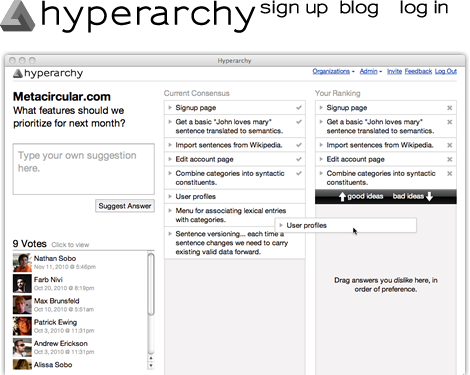 hyperarchy sign up blog log in
Hyperarchy
hyperarchy
Organizations Admin Invite Feedback Log Out
Metacircular.com
What features should we
prioritize for next month?
Type your own suggestion
here.
Suggest Answer
9 Votes Click to view
Nathan Sobo
Nov 11, 2010 @ 5:46pm
Farb Nivi
Oct 20, 2010 @ 8:19pm
Max Brunsfeld
Oct 10, 2010 @ 5:51am
Patrick Ewing
Oct 3, 2010 @ 11:31pm
Andrew Erickson
Oct 3, 2010 @ 11:31pm
Alissa Sobo
Current Consensus
Signup page
Get a basic "John loves mary"
sentence translated to semantics.
Import sentences from Wikipedia.
Edit account page
Combine categories into syntactic
constituents.
User profiles
Menu for associating lexical entries
with categories.
Sentence versioning... each time a
sentence changes we need to carry
existing valid data forward.
Your Ranking
Signup page
Get a basic "John loves mary"
sentence translated to semantics.
Import sentences from Wikipedia.
Edit account page
Combine categories into syntactic
constituents.
good ideas bad ideas
User profiles
Drag answers you dislike here, in
order of preference.